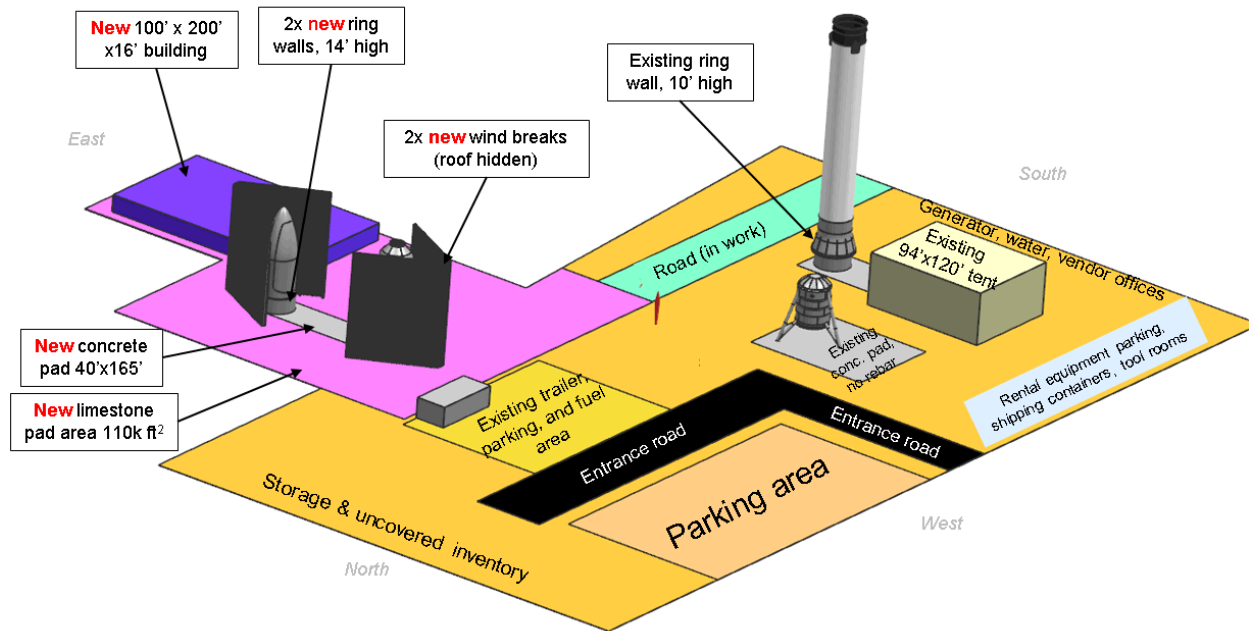 New 100' x 200'
x16' building
2x new ring
walls, 14' high
Existing ring
wall, 10' high
East
2x new wind breaks
(roof hidden)
South
Generator, water, vendor offices
Existing
94'x120' tent
Road (in work)
New concrete
pad 40'x165'
Existing
conc. pad,
no rebar
Rental equipment parking,
shipping containers, tool rooms
New limestone
pad area 110k ft²
Existing trailer,
parking, and fuel
area
Entrance road
Entrance road
Parking area
Storage & uncovered inventory
West
North